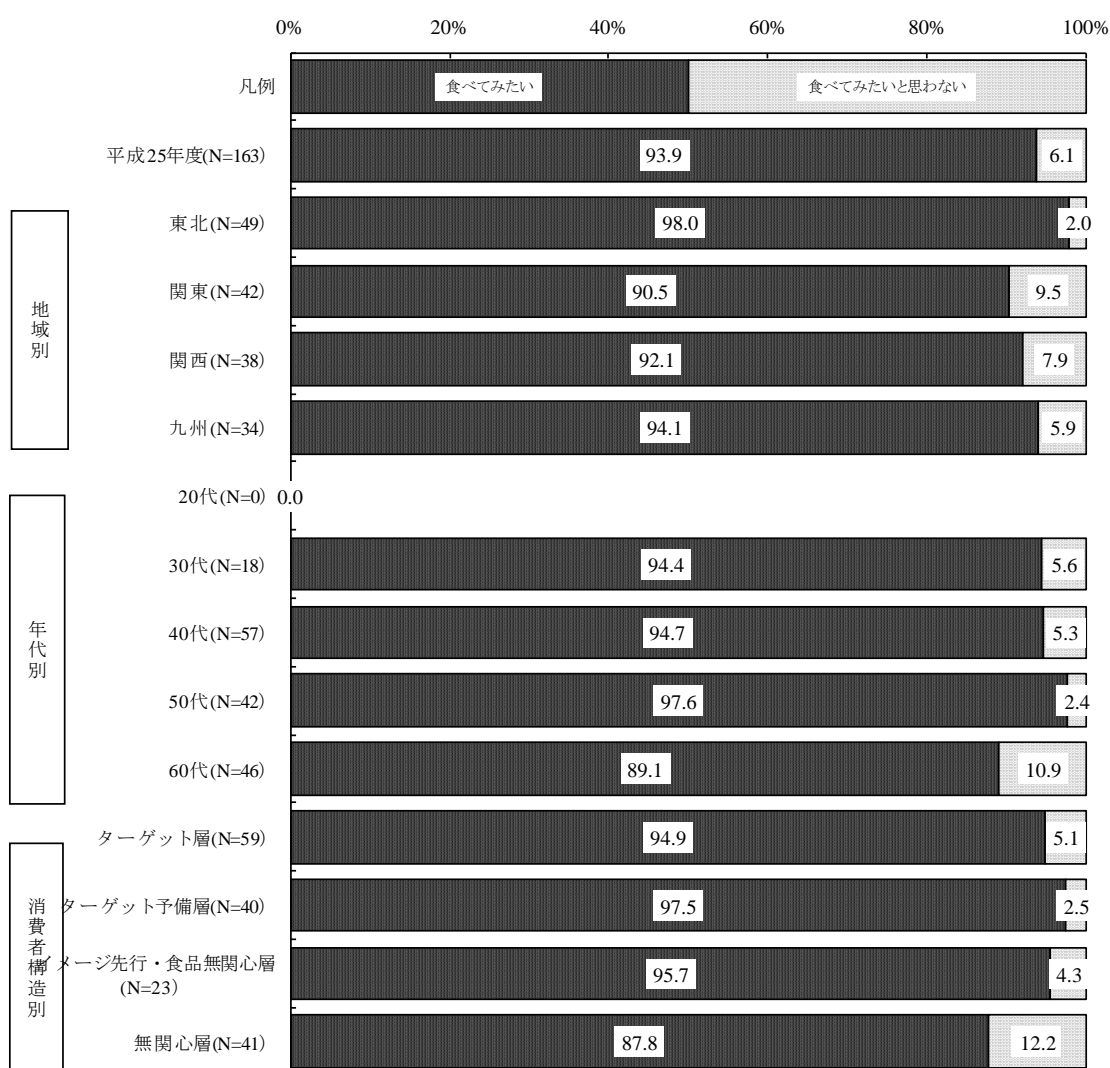 0% 20% 40% 60% 80% 100%
凡例 食べてみたい 食べてみたいと思わない
平成25年度(N=163) 93.9 6.1
地域別
東北(N=49) 98.0 2.0
関東(N=42) 90.5 9.5
関西(N=38) 92.1 7.9
九州(N=34) 94.1 5.9
年代別
20代(N=0) 0.0
30代(N=18) 94.4 5.6
40代(N=57) 94.7 5.3
50代(N=42) 97.6 2.4
60代(N=46) 89.1 10.9
消費者構造別
ターゲット層(N=59) 94.9 5.1
ターゲット予備層(N=40) 97.5 2.5
イメージ先行・食品無関心層
(N=23) 95.7 4.3
無関心層(N=41) 87.8 12.2